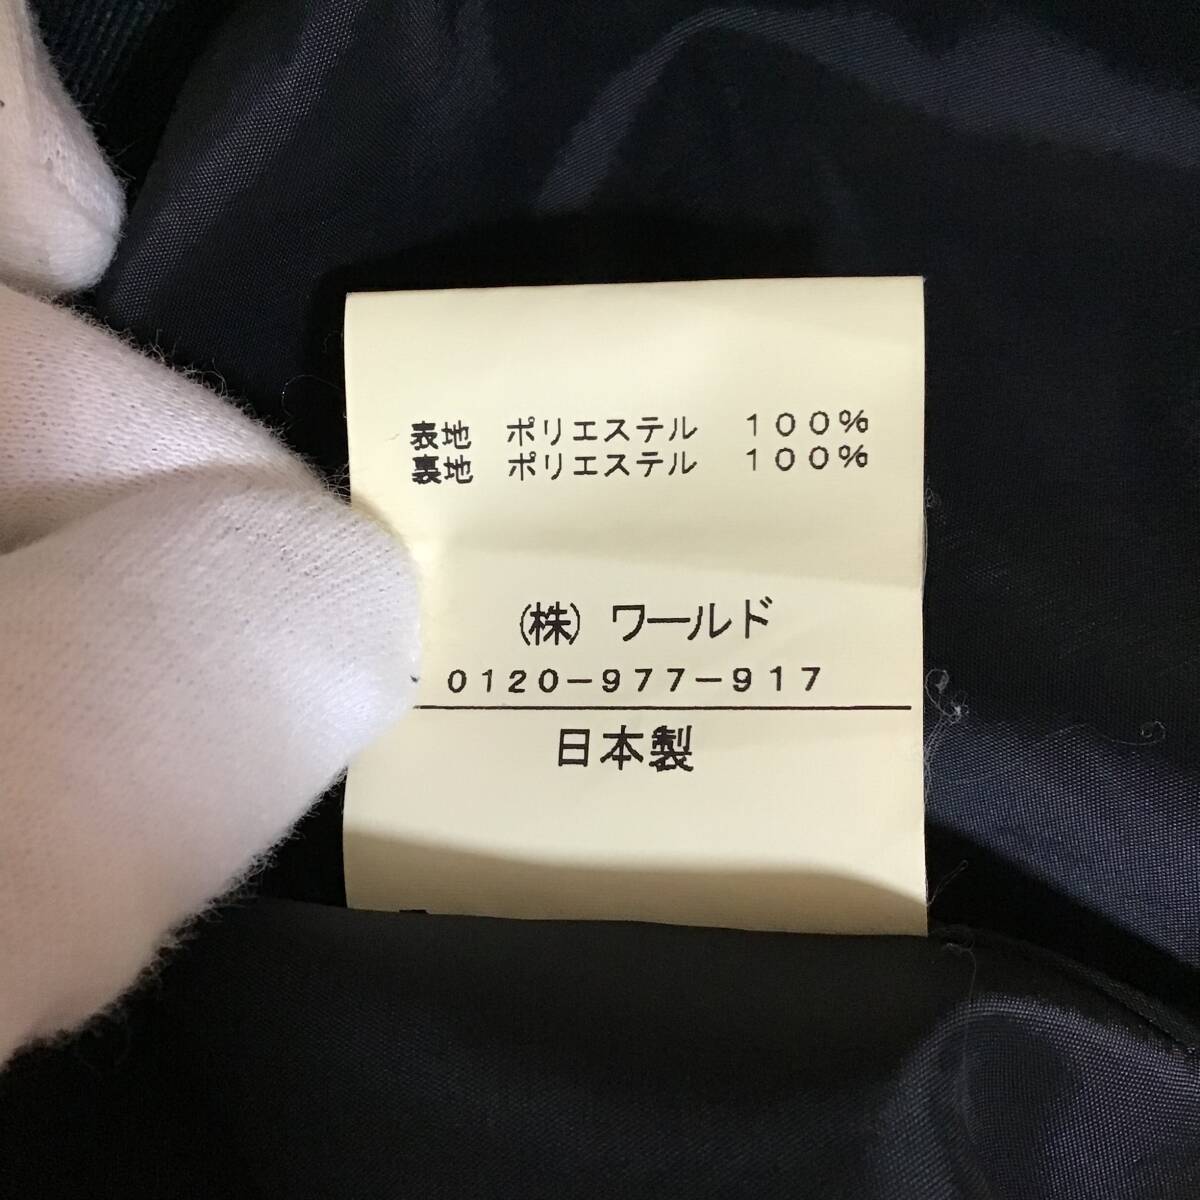 表地 ポリエステル 100%
裏地 ポリエステル 100%
(株) ワールド
0120-977-917
日本製